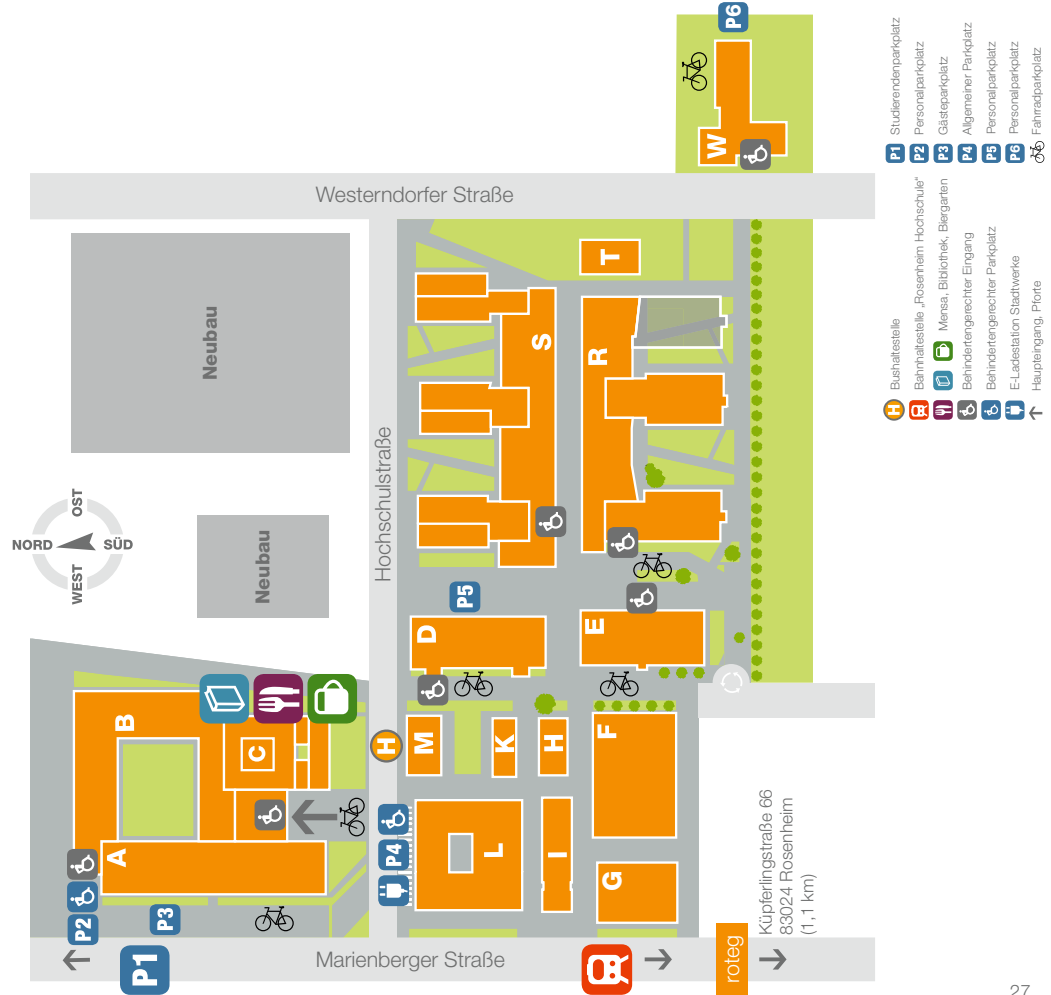 P6
W
Westerndorfer Straße
Neubau
T
S
R
Hochschulstraße
NORD
OST
SÜD
WEST
Neubau
P5
D
E
B
C
A
H
M
K
H
F
L
I
G
P4
P2
P3
P1
Marienberger Straße
roteg
Küpferlingstraße 66
83024 Rosenheim
(1,1 km)
H Bushaltestelle
Bahnhaltestelle „Rosenheim Hochschule“
Mensa, Bibliothek, Biergarten
Behindertengerechter Eingang
Behindertengerechter Parkplatz
E-Ladestation Stadtwerke
Haupteingang, Pforte
P1 Studierendenparkplatz
P2 Personalparkplatz
P3 Gästeparkplatz
P4 Allgemeiner Parkplatz
P5 Personalparkplatz
P6 Personalparkplatz
Fahrradparkplatz
27